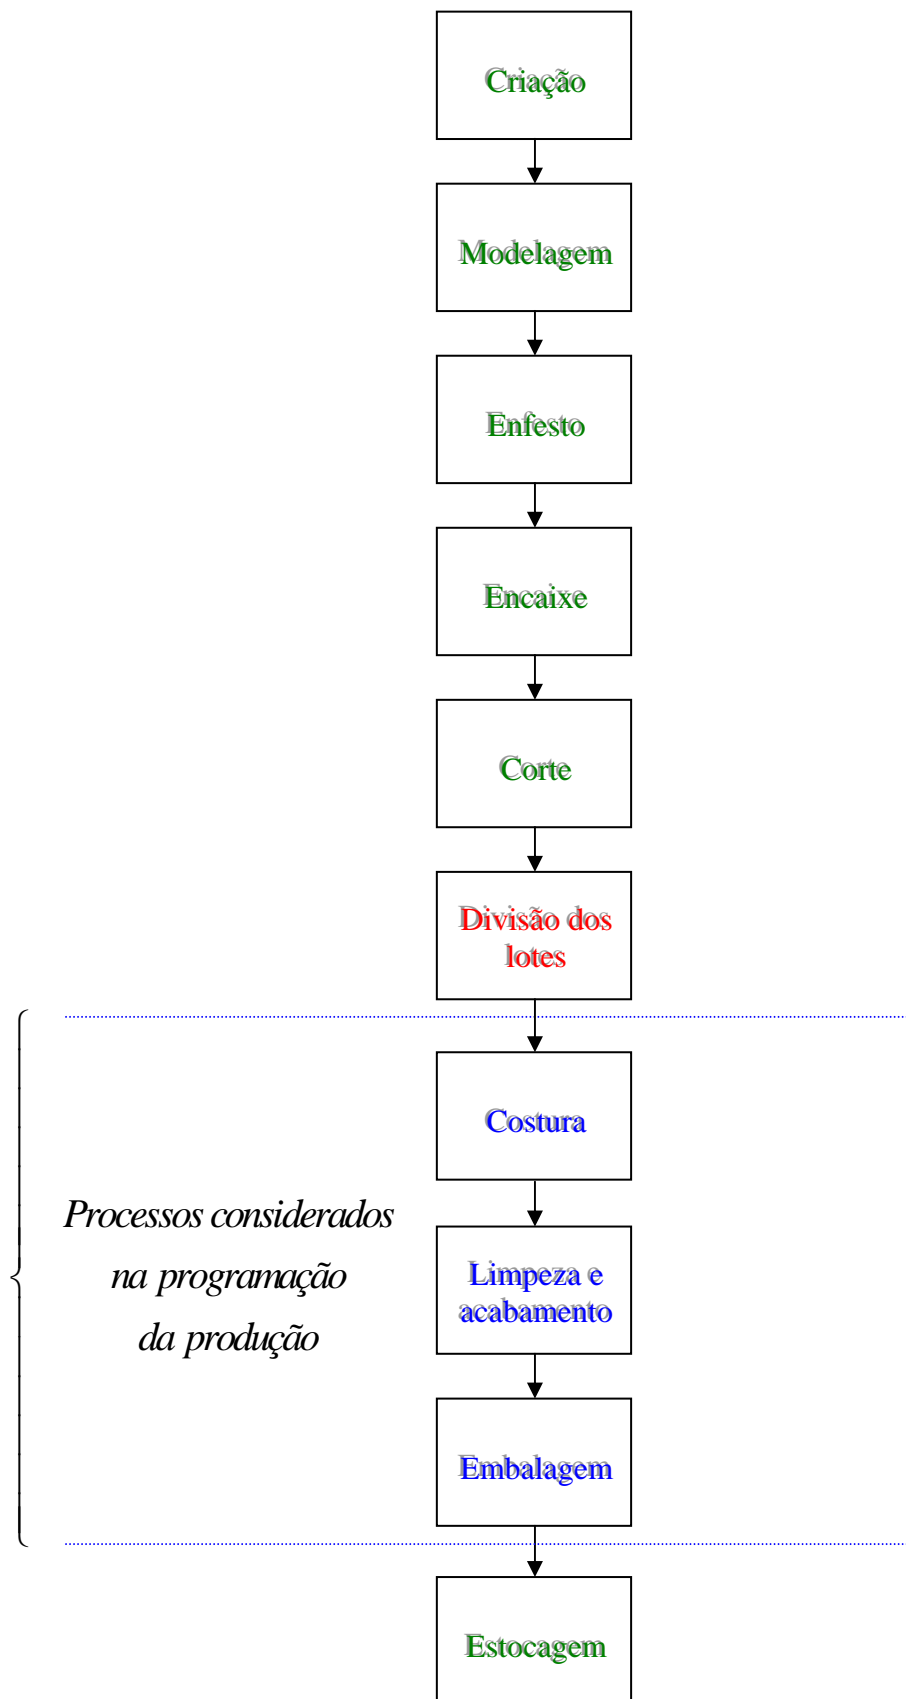 Criação
Modelagem
Enfesto
Encaixe
Corte
Divisão dos
lotes
Costura
Processos considerados
na programação
da produção
Limpeza e
acabamento
Embalagem
Estocagem